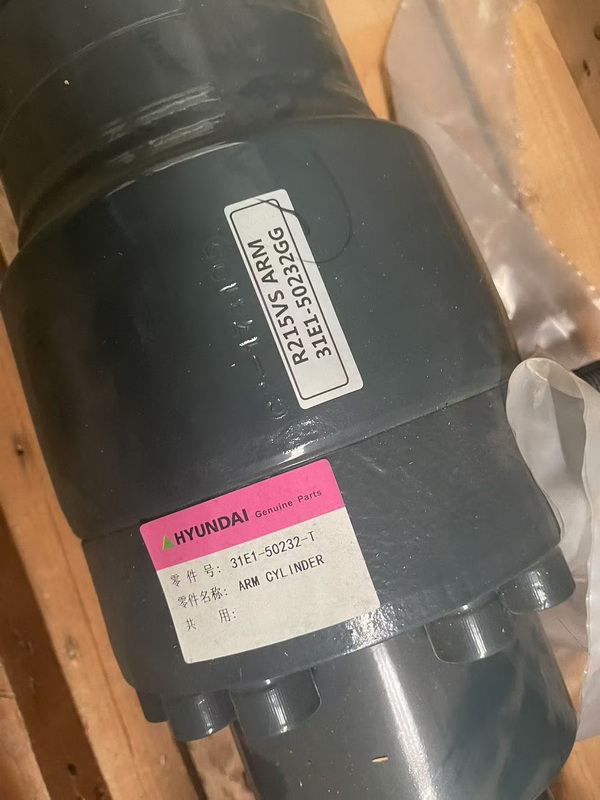 R215VS ARM
31E1-50232GG
HYUNDAI Genuine Parts
零 件 号: 31E1-50232-T
零件名称: ARM CYLINDER
共 用: